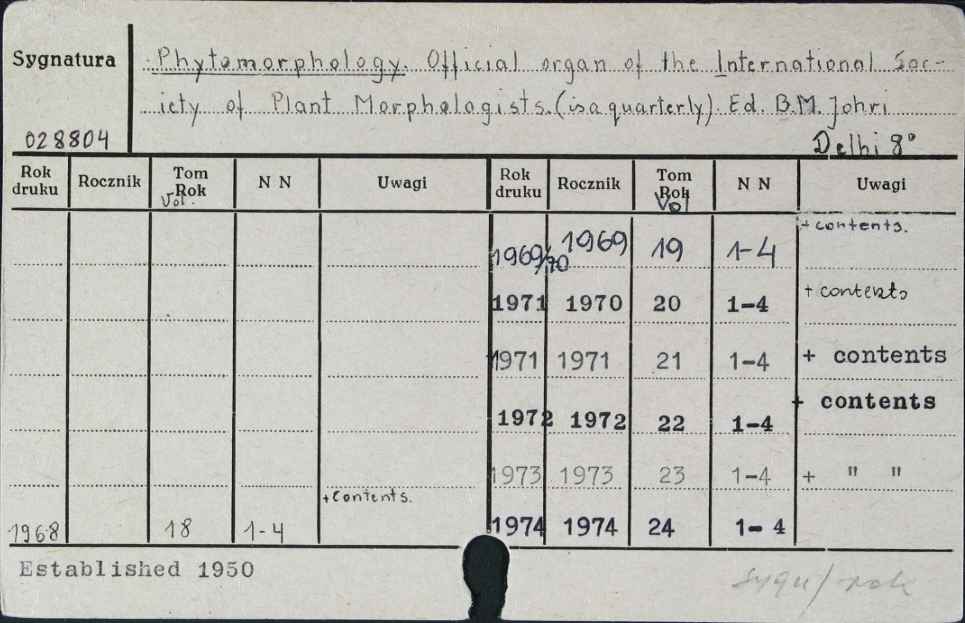 Sygnatura
Phytomorphology. Official organ of the International Soc-
iety of Plant Morphologists. (is a quarterly). Ed. B.M. Johri
028804 Delhi 8°
Rok druku Rocznik Tom Rok Vol. N N Uwagi Rok druku Rocznik Tom Rok Vol N N Uwagi
1969/70 1969 19 1-4 + contents.
1971 1970 20 1-4 + contents
1971 1971 21 1-4 + contents
1972 1972 22 1-4 + contents
1973 1973 23 1-4 + " "
1968 18 1-4 + Contents. 1974 1974 24 1-4
Established 1950